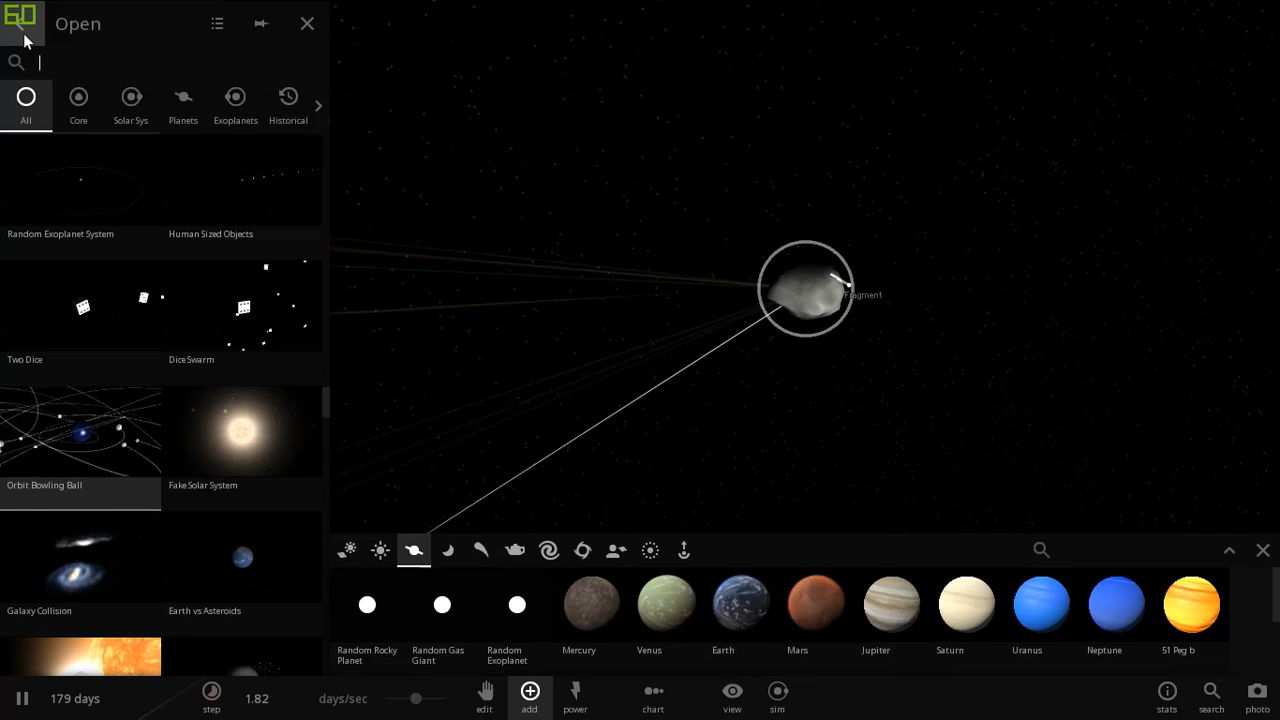 60
Open
All
Core
Solar Sys
Planets
Exoplanets
Historical
Random Exoplanet System
Human Sized Objects
Two Dice
Dice Swarm
Orbit Bowling Ball
Fake Solar System
Galaxy Collision
Earth vs Asteroids
Fragment
Random Rocky
Planet
Random Gas
Giant
Random
Exoplanet
Mercury
Venus
Earth
Mars
Jupiter
Saturn
Uranus
Neptune
51 Peg b
179 days
step
1.82
days/sec
edit
add
power
chart
view
sim
stats
search
photo